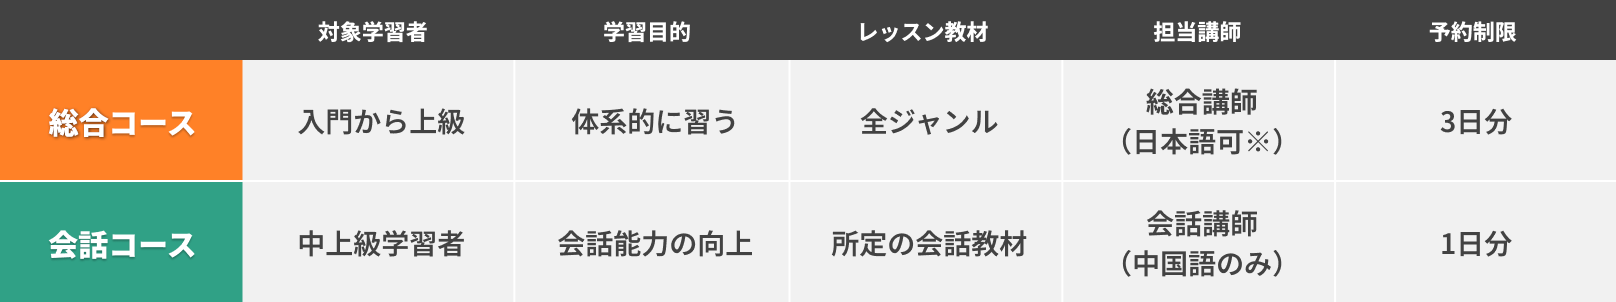 対象学習者 学習目的 レッスン教材 担当講師 予約制限
総合コース 入門から上級 体系的に習う 全ジャンル 総合講師 3日分
（日本語可※）
会話コース 中上級学習者 会話能力の向上 所定の会話教材 会話講師 1日分
（中国語のみ）